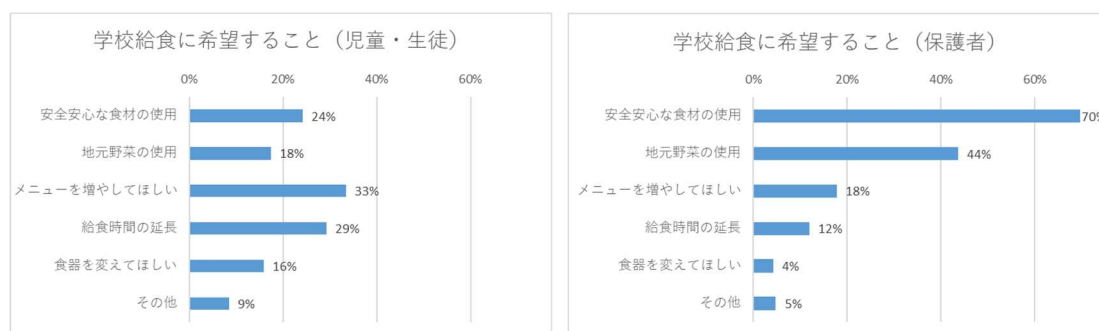 学校給食に希望すること（児童・生徒）
0% 20% 40% 60%
安全安心な食材の使用 24%
地元野菜の使用 18%
メニューを増やしてほしい 33%
給食時間の延長 29%
食器を変えてほしい 16%
その他 9%
学校給食に希望すること（保護者）
0% 20% 40% 60%
安全安心な食材の使用 70%
地元野菜の使用 44%
メニューを増やしてほしい 18%
給食時間の延長 12%
食器を変えてほしい 4%
その他 5%